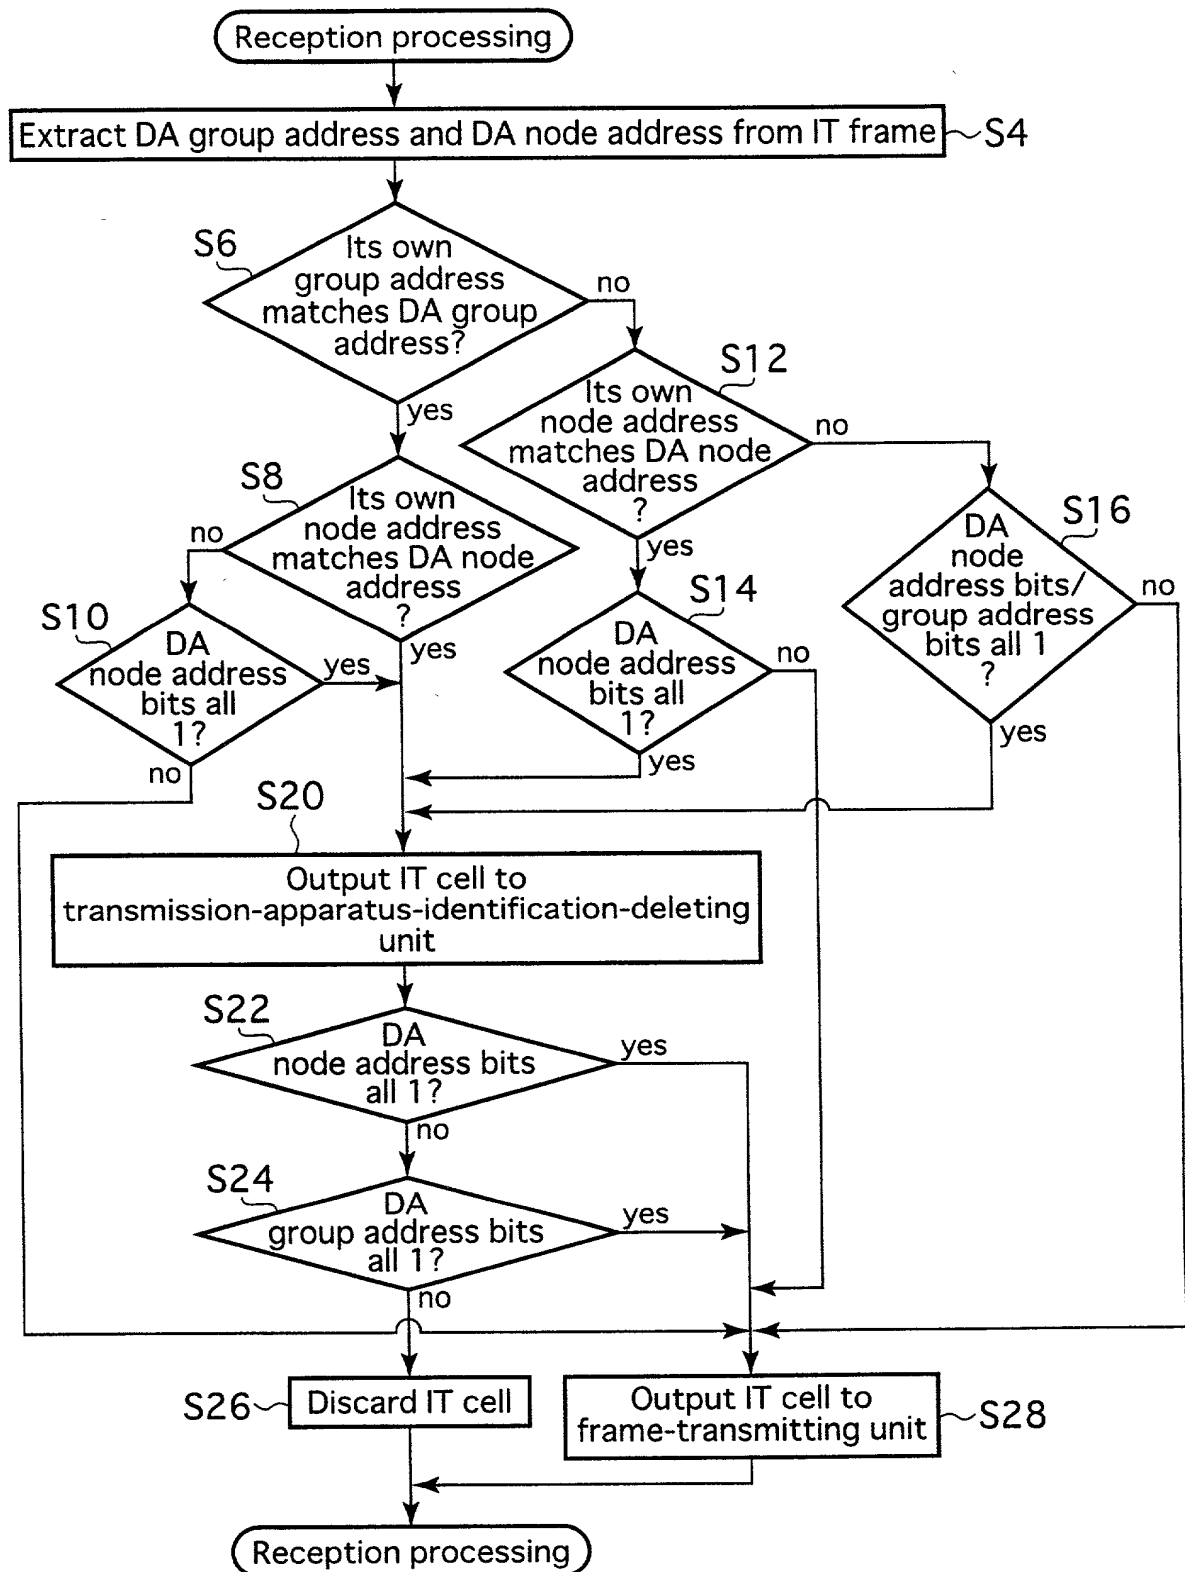 Reception processing
Extract DA group address and DA node address from IT frame
S4
S6
Its own
group address
matches DA group
address?
no
yes
S12
Its own
node address
matches DA node
address
?
no
yes
S8
Its own
node address
matches DA node
address
?
no
yes
S16
DA
node
address bits/
group address
bits all 1
?
no
yes
S10
DA
node address
bits all
1?
yes
no
S14
DA
node address
bits all
1?
no
yes
S20
Output IT cell to
transmission-apparatus-identification-deleting
unit
S22
DA
node address bits
all 1?
yes
no
S24
DA
group address bits
all 1?
yes
no
S26
Discard IT cell
Output IT cell to
frame-transmitting unit
S28
Reception processing